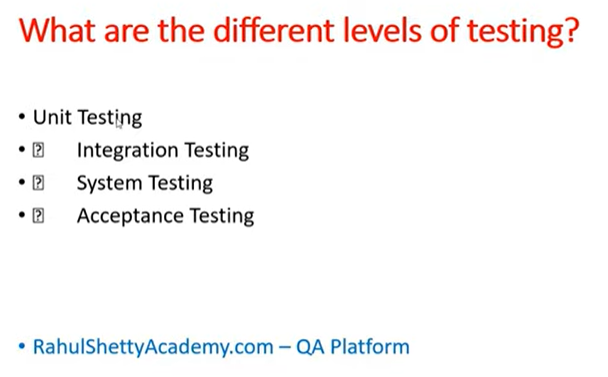 What are the different levels of testing?
• Unit Testing
• ⍰ Integration Testing
• ⍰ System Testing
• ⍰ Acceptance Testing
• RahulShettyAcademy.com – QA Platform